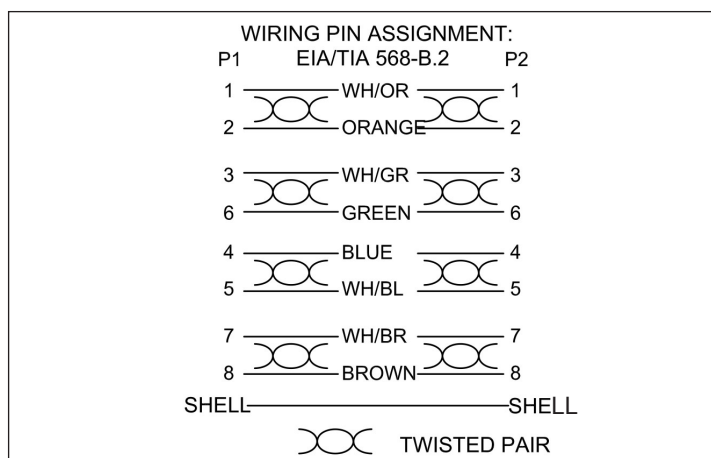 WIRING PIN ASSIGNMENT:
P1 EIA/TIA 568-B.2 P2
1 WH/OR 1
2 ORANGE 2
3 WH/GR 3
6 GREEN 6
4 BLUE 4
5 WH/BL 5
7 WH/BR 7
8 BROWN 8
SHELL SHELL
TWISTED PAIR